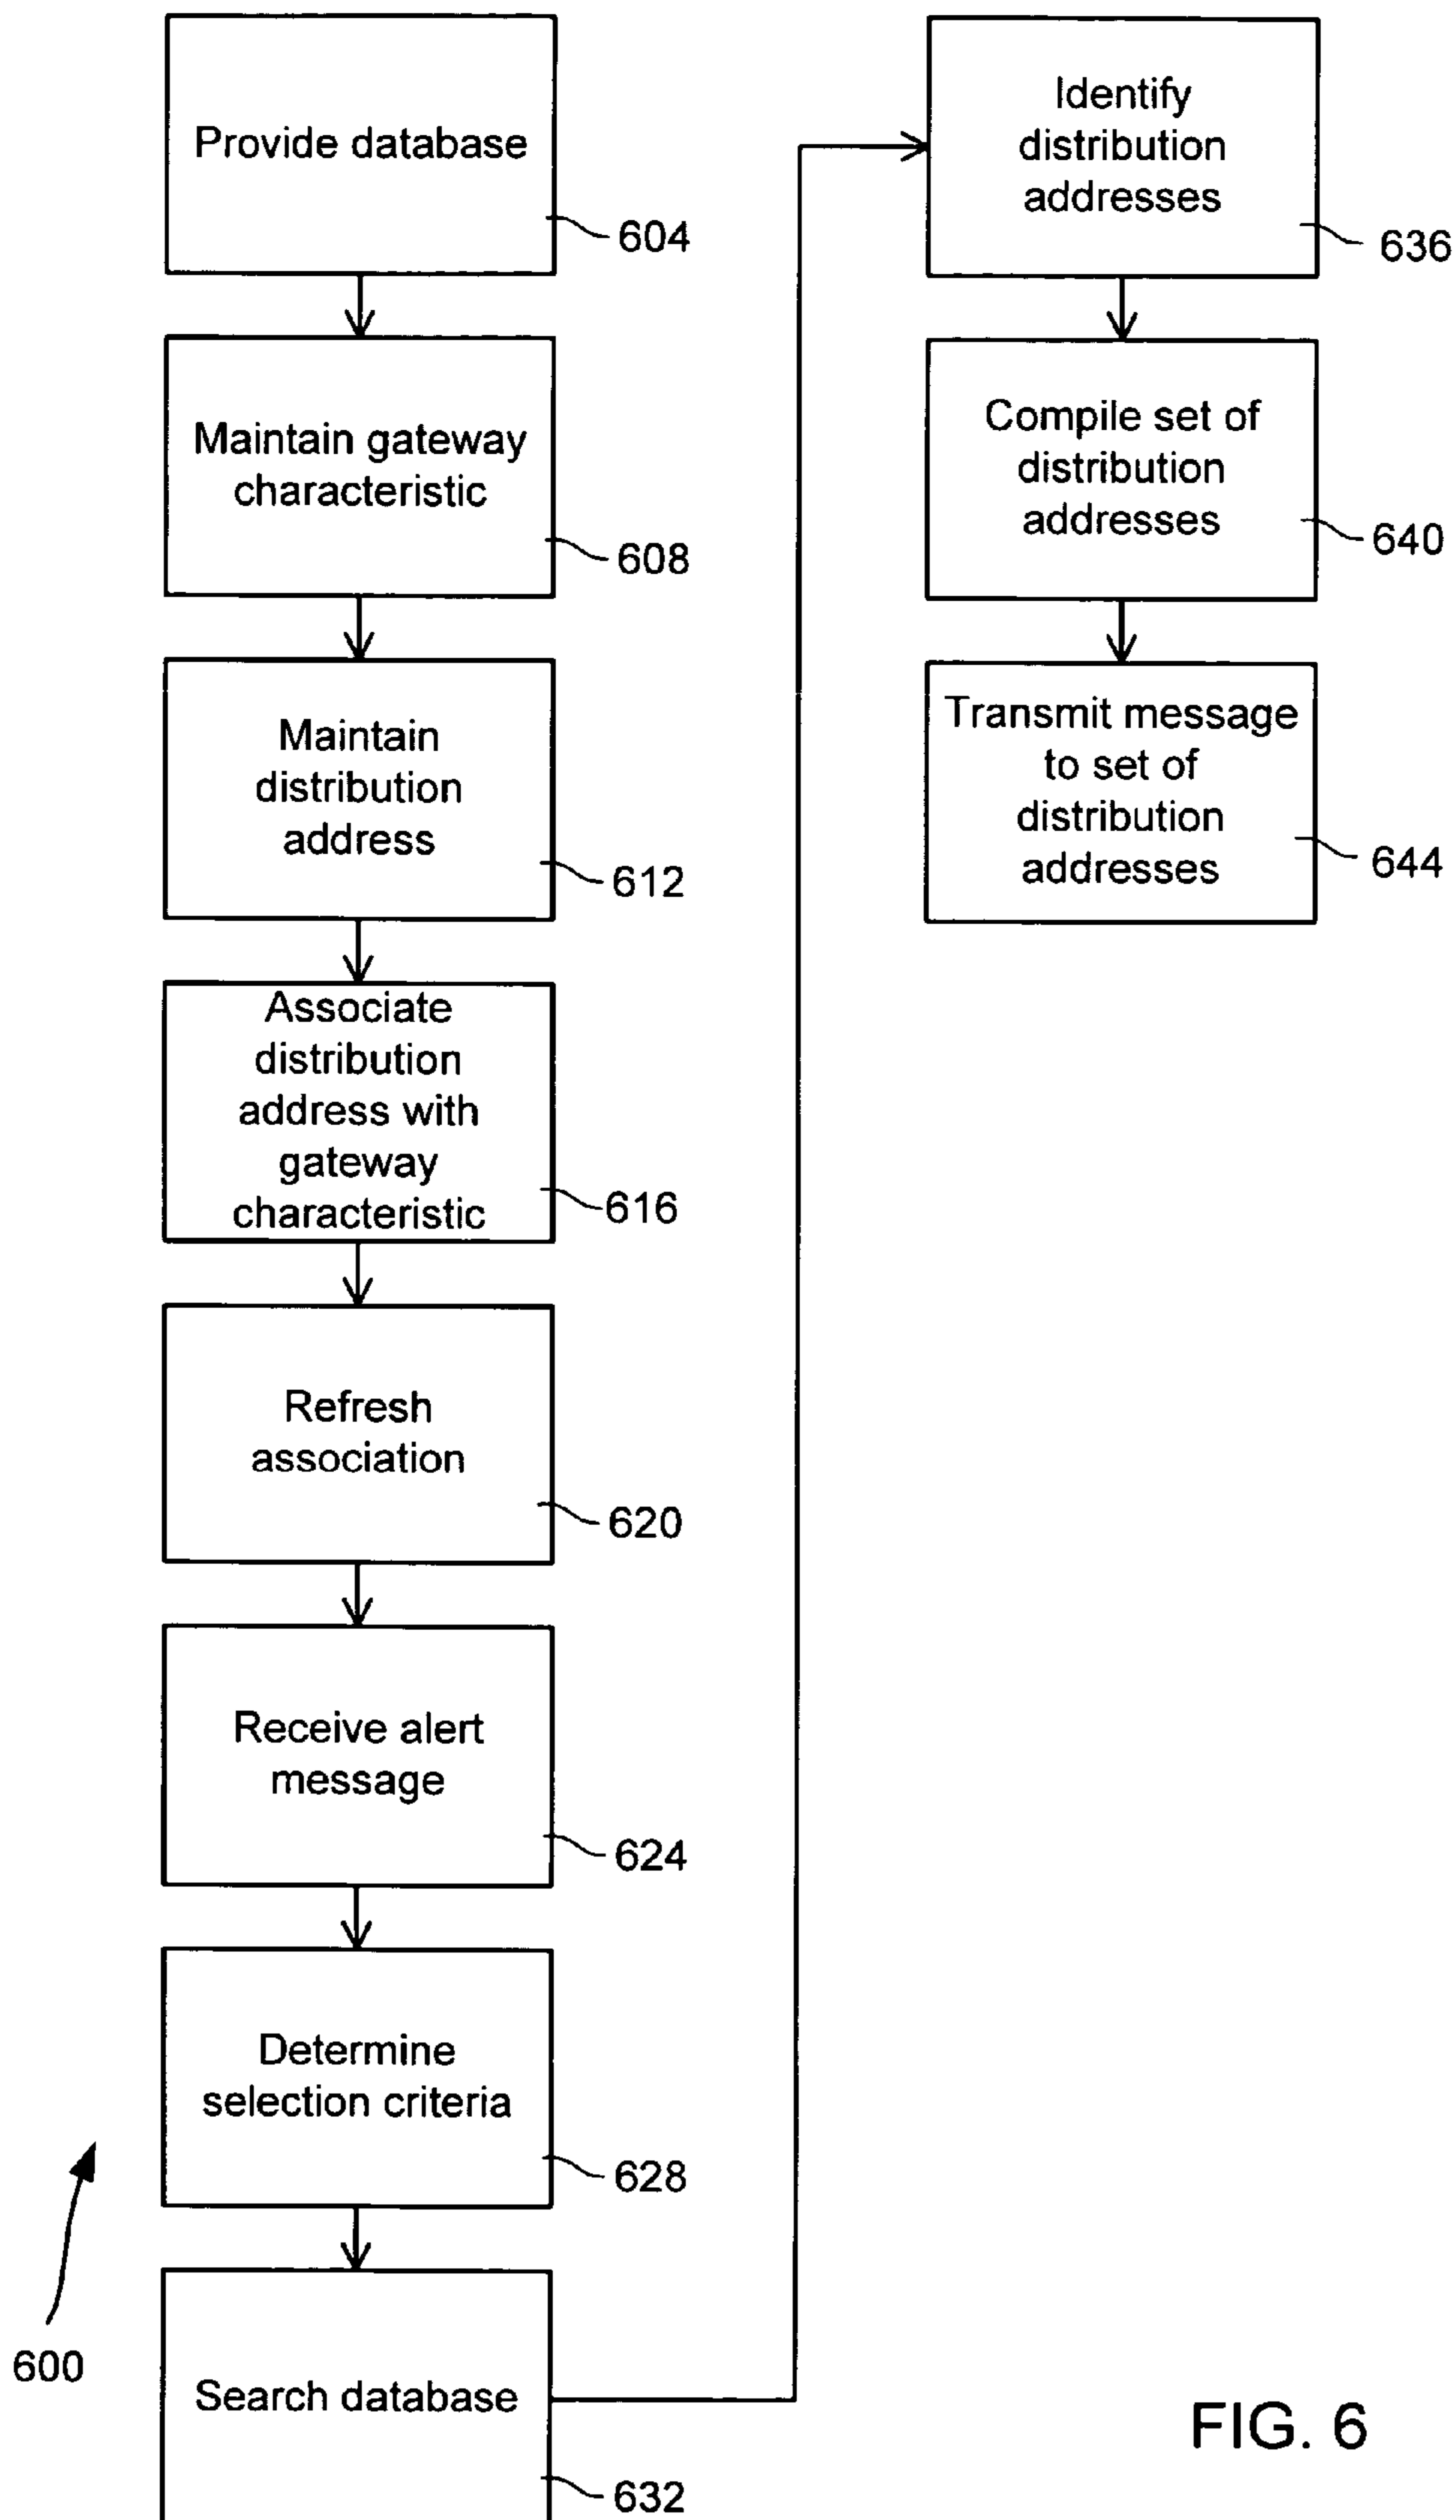 Provide database
604
Maintain gateway
characteristic
608
Maintain
distribution
address
612
Associate
distribution
address with
gateway
characteristic
616
Refresh
association
620
Receive alert
message
624
Determine
selection criteria
628
Search database
632
600
Identify
distribution
addresses
636
Compile set of
distribution
addresses
640
Transmit message
to set of
distribution
addresses
644
FIG. 6